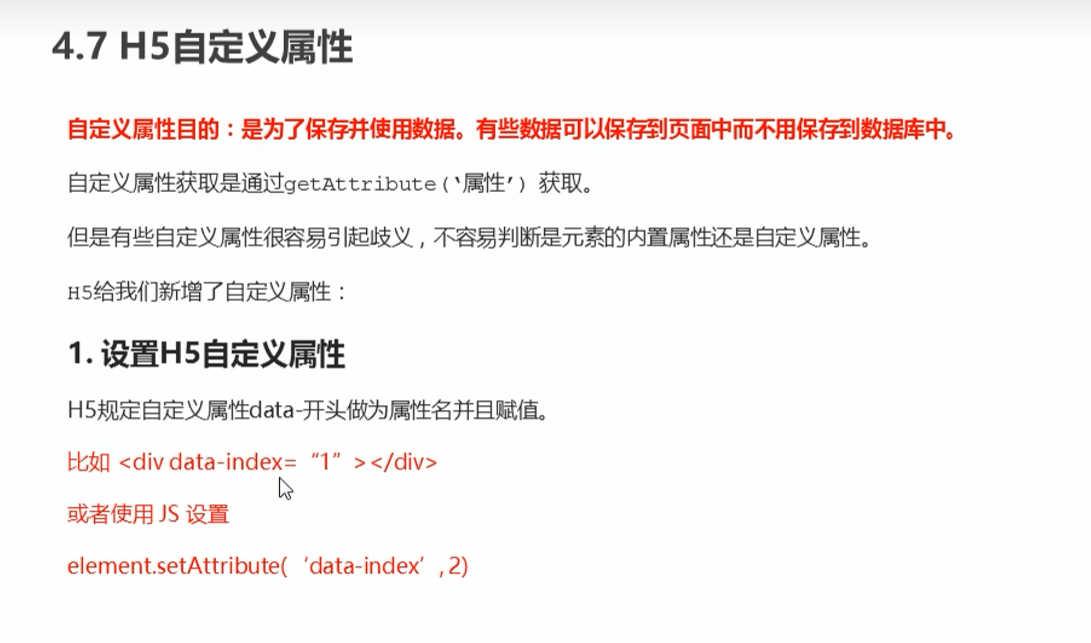 4.7 H5自定义属性
自定义属性目的：是为了保存并使用数据。有些数据可以保存到页面中而不用保存到数据库中。
自定义属性获取是通过getAttribute(‘属性’) 获取。
但是有些自定义属性很容易引起歧义，不容易判断是元素的内置属性还是自定义属性。
H5给我们新增了自定义属性：
1. 设置H5自定义属性
H5规定自定义属性data-开头做为属性名并且赋值。
比如 <div data-index=“1”></div>
或者使用 JS 设置
element.setAttribute(‘data-index’, 2)